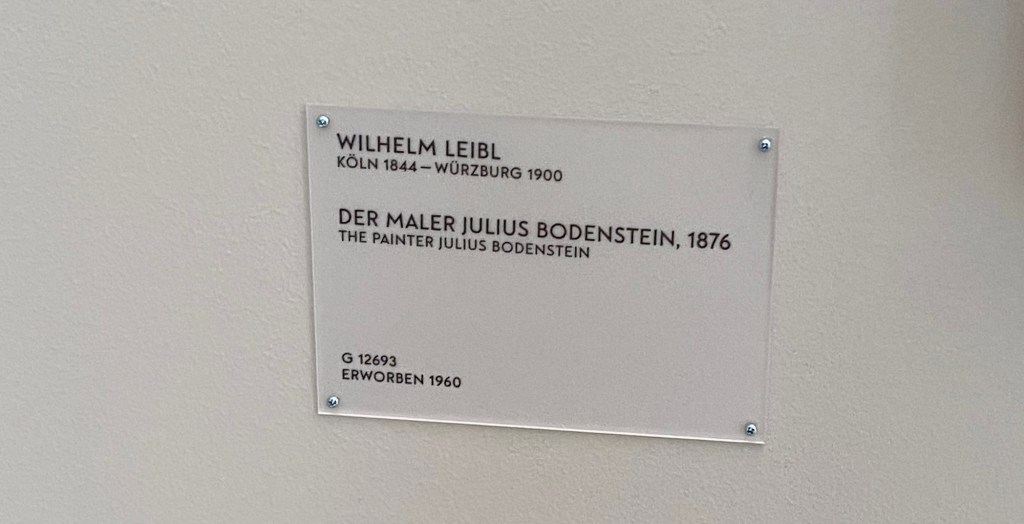 WILHELM LEIBL
KÖLN 1844 – WÜRZBURG 1900
DER MALER JULIUS BODENSTEIN, 1876
THE PAINTER JULIUS BODENSTEIN
G 12693
ERWORBEN 1960